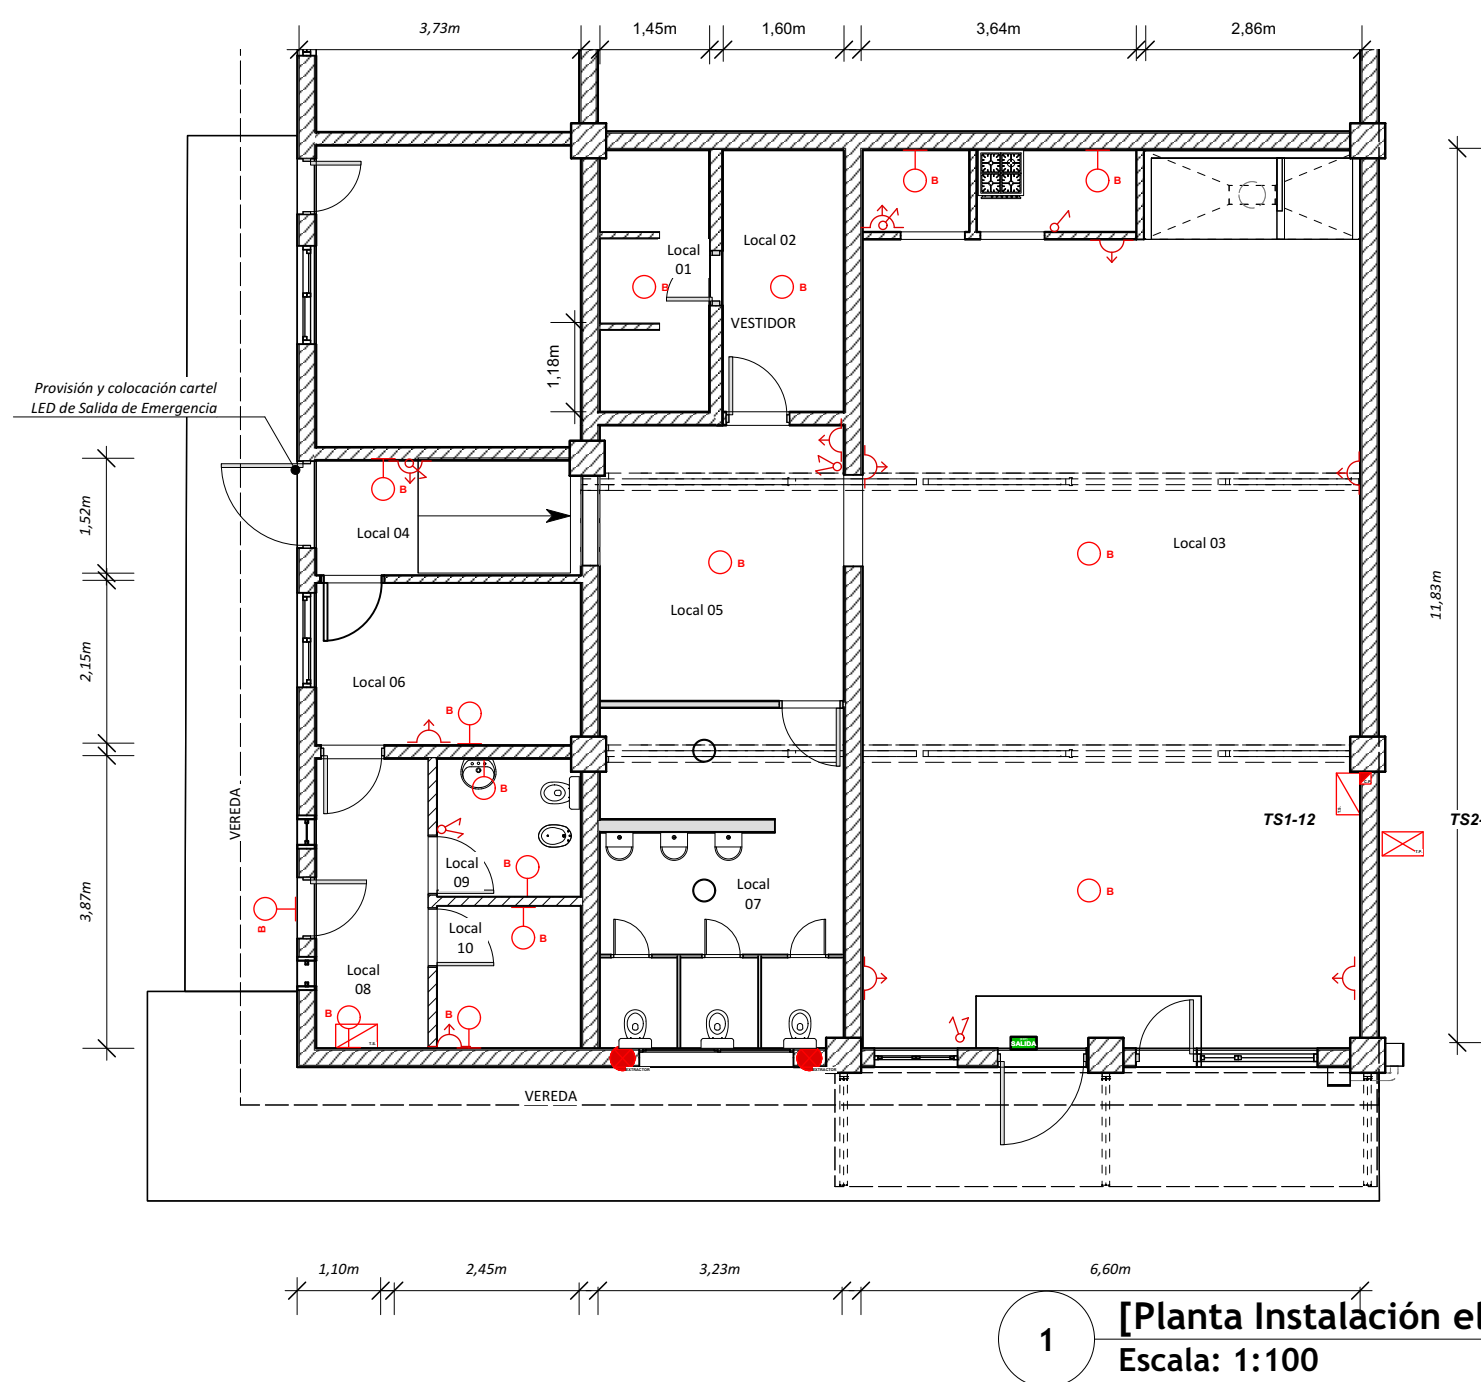 3,73m
1,45m
1,60m
3,64m
2,86m
B
B
Local
01
Local 02
B
B
VESTIDOR
1,18m
Provisión y colocación cartel
LED de Salida de Emergencia
B
Local 04
1,52m
B
B
Local 03
Local 05
11,83m
2,15m
Local 06
B
VEREDA
B
TS1-12
TS2-
T.S.
T.P.
B
Local
09
Local
07
B
3,87m
B
Local
10
B
Local
08
B
B
T.S.
SALIDA
EXTRACTOR
EXTRACTOR
VEREDA
1,10m
2,45m
3,23m
6,60m
1
[Planta Instalación el
Escala: 1:100